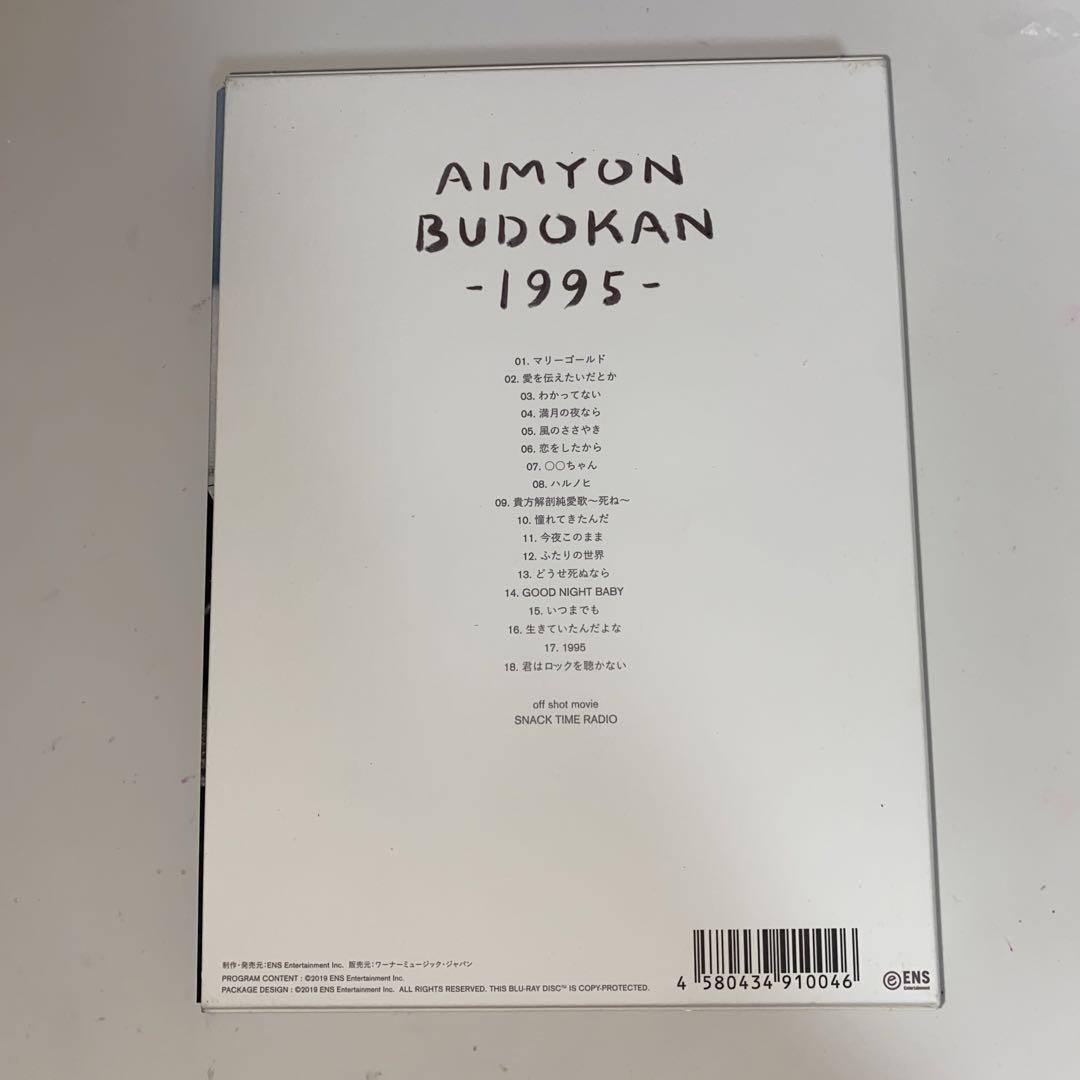 AIMYON
BUDOKAN
-1995-
01. マリーゴールド
02. 愛を伝えたいだとか
03. わかってない
04. 満月の夜なら
05. 風のささやき
06. 恋をしたから
07. 〇〇ちゃん
08. ハルノヒ
09. 貴方解剖純愛歌〜死ね〜
10. 憧れてきたんだ
11. 今夜このまま
12. ふたりの世界
13. どうせ死ぬなら
14. GOOD NIGHT BABY
15. いつまでも
16. 生きていたんだよな
17. 1995
18. 君はロックを聴かない
off shot movie
SNACK TIME RADIO
制作・発売元:ENS Entertainment Inc. 販売元:ワーナーミュージック・ジャパン
PROGRAM CONTENT : ©2019 ENS Entertainment Inc.
PACKAGE DESIGN : ©2019 ENS Entertainment Inc. ALL RIGHTS RESERVED. THIS BLU-RAY DISC™ IS COPY-PROTECTED.
4 580434 910046
ENS
Entertainment